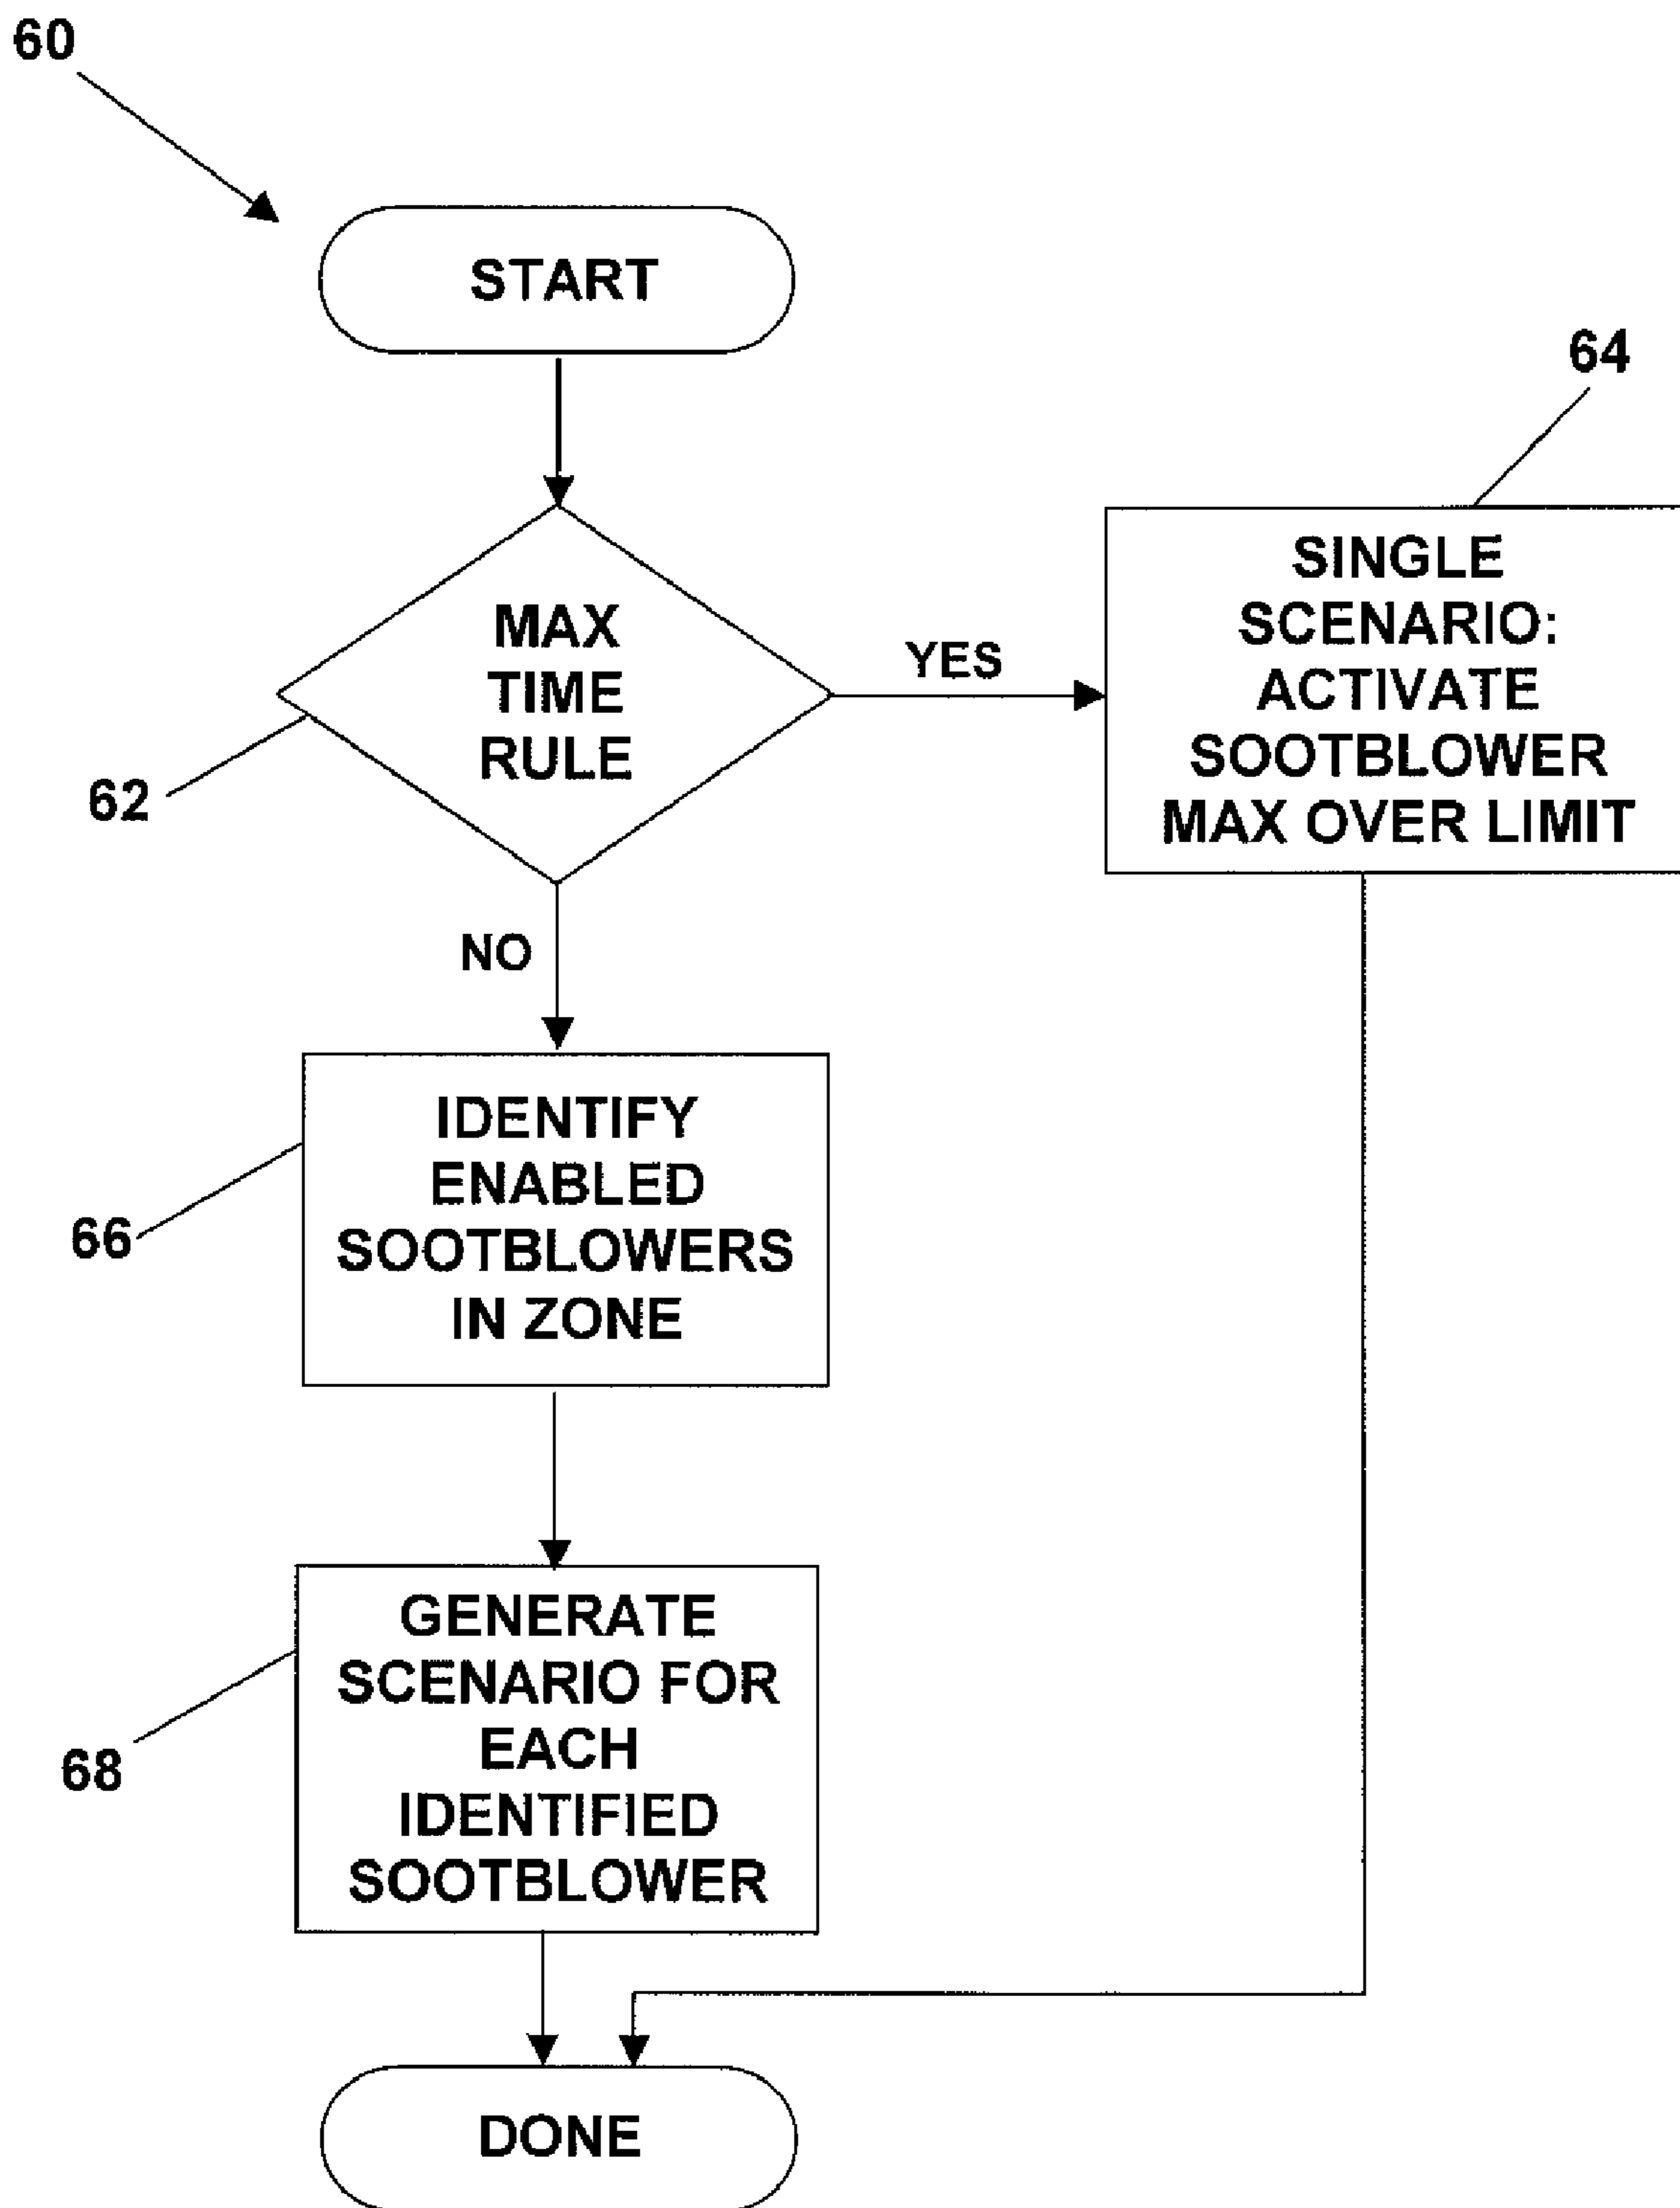 60
START
64
MAX
TIME
RULE
YES
SINGLE
SCENARIO:
ACTIVATE
SOOTBLOWER
MAX OVER LIMIT
62
NO
IDENTIFY
ENABLED
SOOTBLOWERS
IN ZONE
66
GENERATE
SCENARIO FOR
EACH
IDENTIFIED
SOOTBLOWER
68
DONE